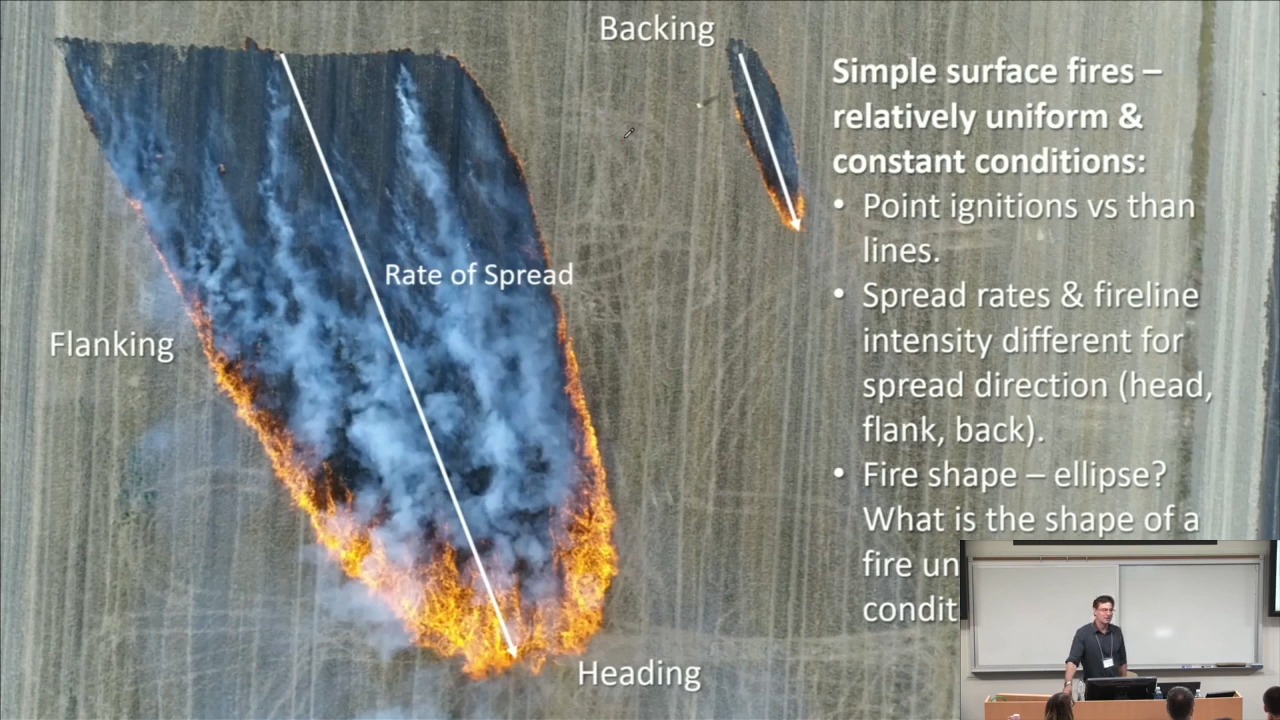 Backing
Rate of Spread
Flanking
Heading
Simple surface fires –
relatively uniform &
constant conditions:
• Point ignitions vs than
lines.
• Spread rates & fireline
intensity different for
spread direction (head,
flank, back).
• Fire shape – ellipse?
What is the shape of a
fire un
condit